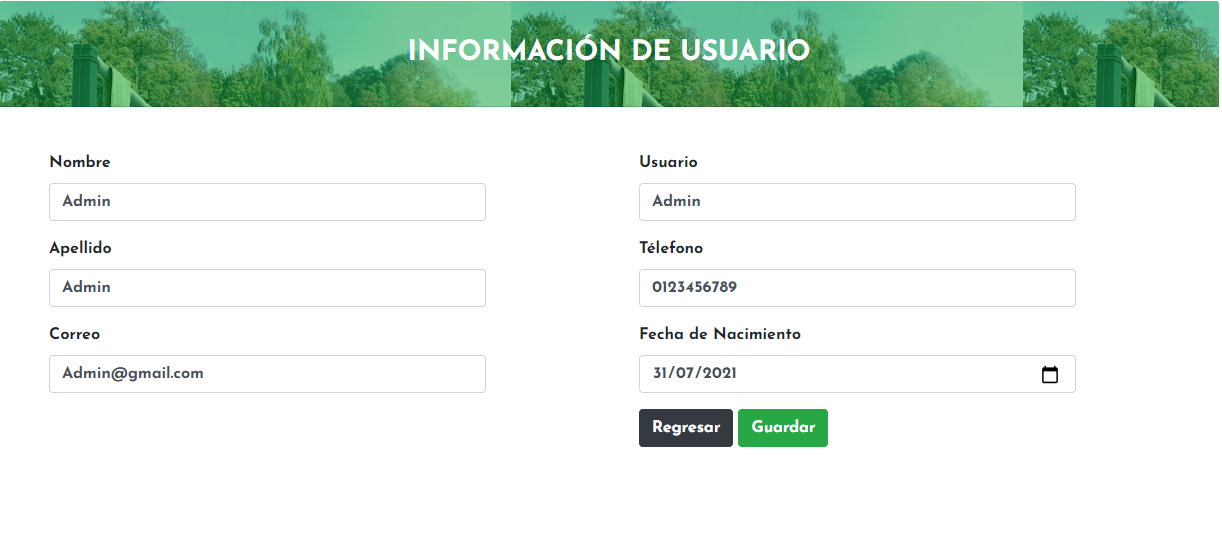 INFORMACIÓN DE USUARIO
Nombre
Admin
Apellido
Admin
Correo
Admin@gmail.com
Usuario
Admin
Télefono
0123456789
Fecha de Nacimiento
31/07/2021
Regresar Guardar